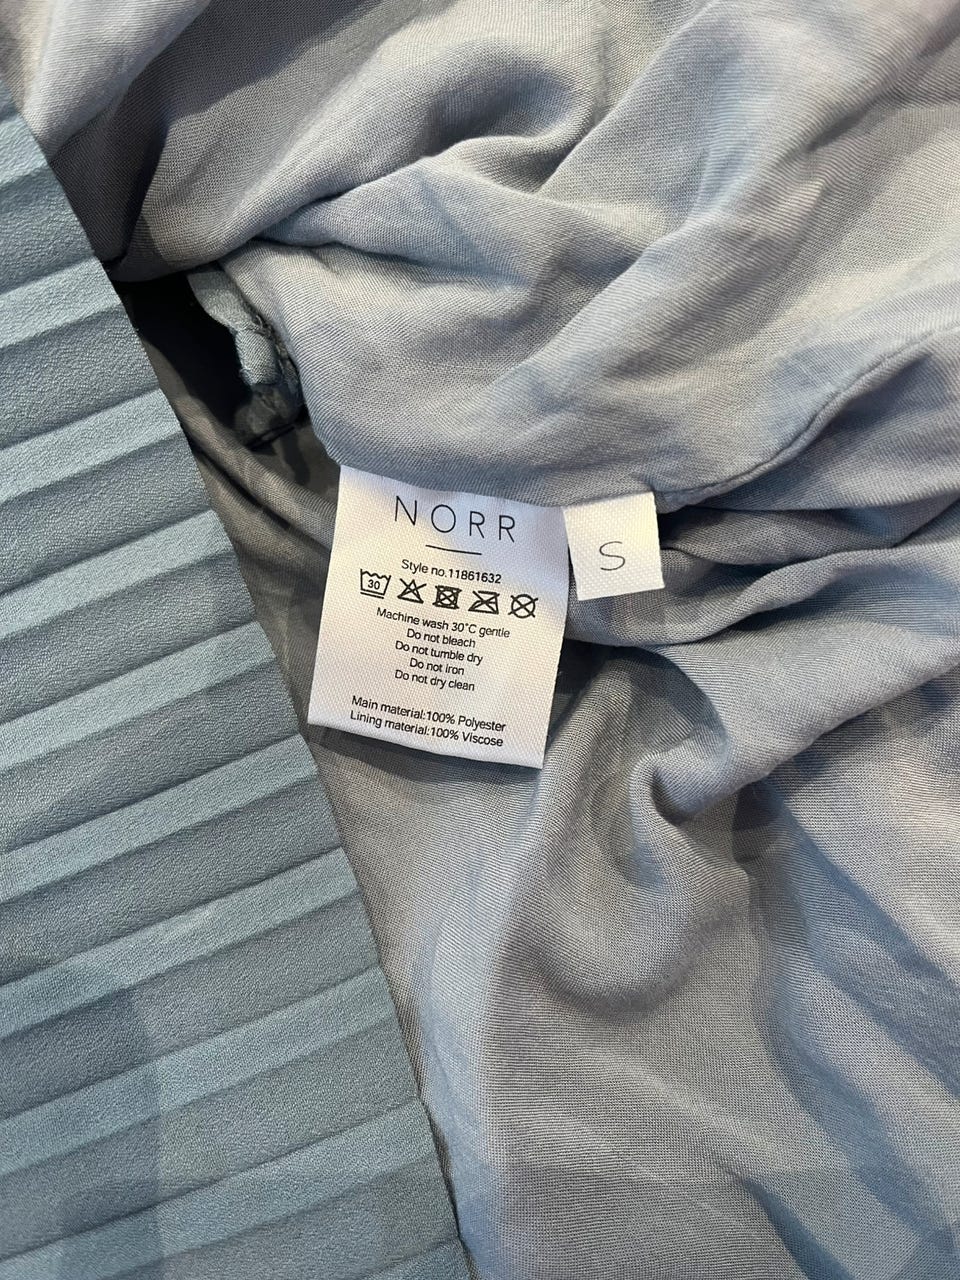 NORR
S
Style no.11861632
30
Machine wash 30°C gentle
Do not bleach
Do not tumble dry
Do not iron
Do not dry clean
Main material:100% Polyester
Lining material:100% Viscose